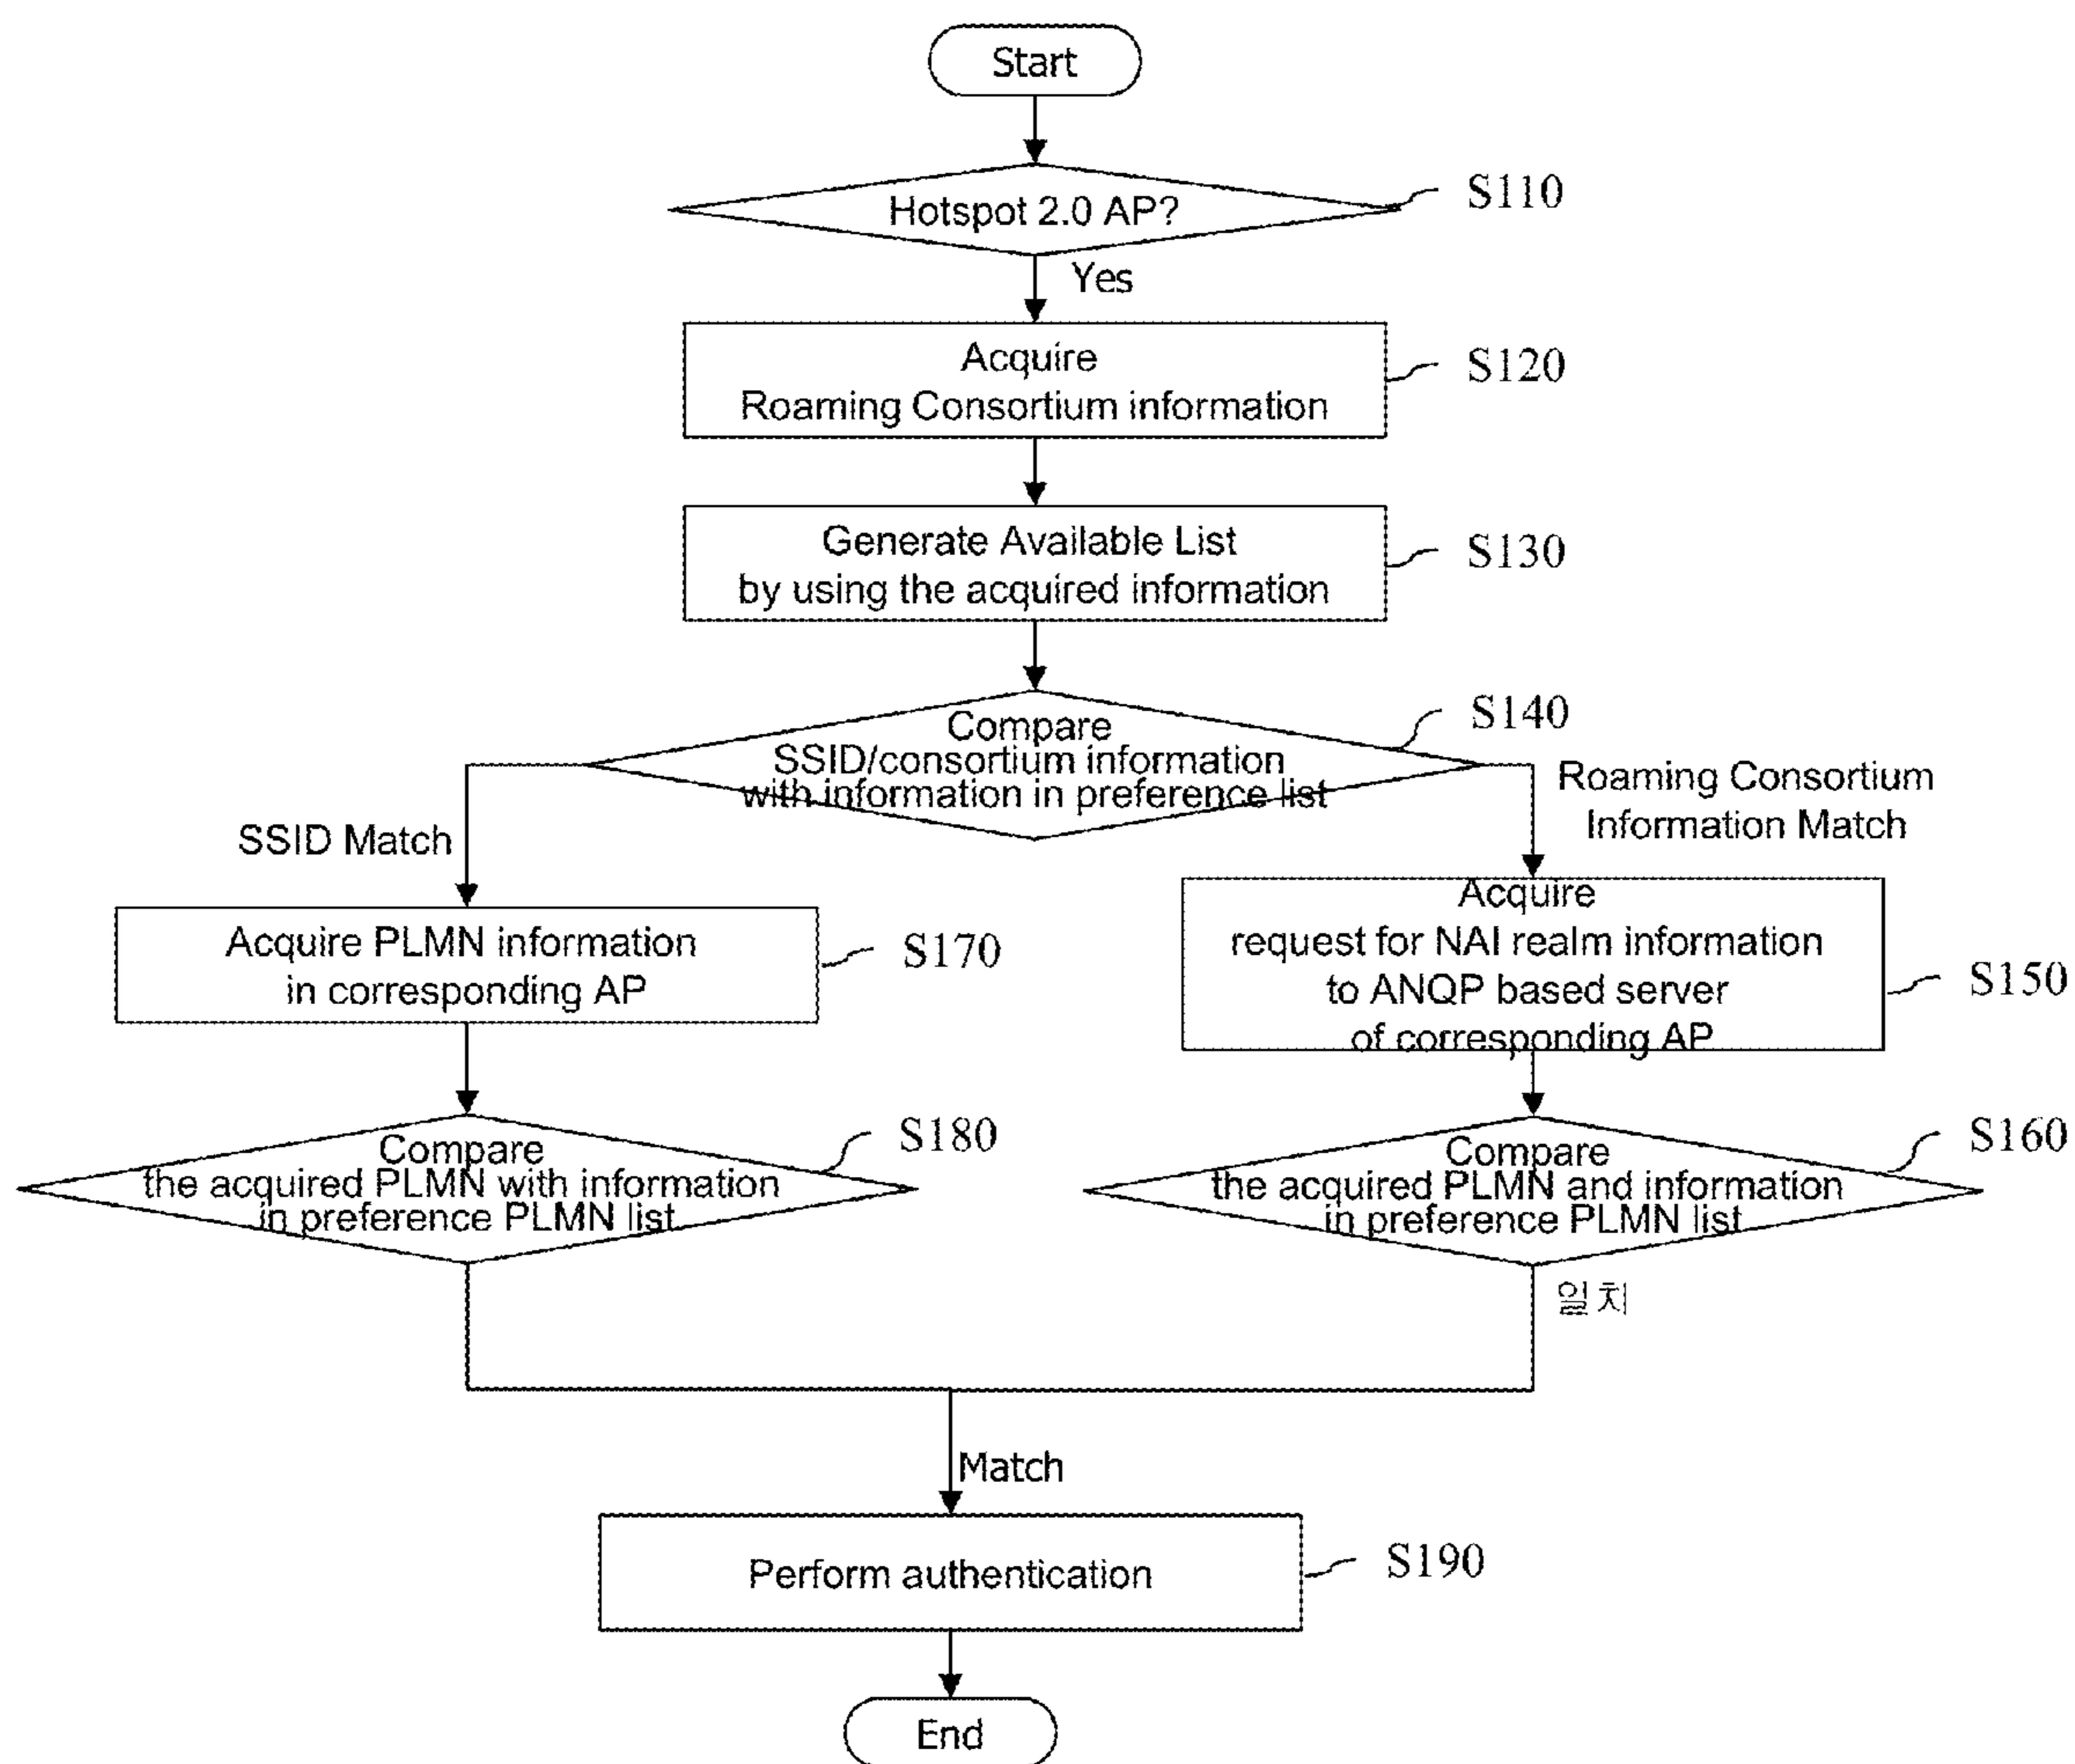 Start
Hotspot 2.0 AP?
S110
Yes
Acquire
Roaming Consortium information
S120
Generate Available List
by using the acquired information
S130
Compare
SSID/consortium information
with information in preference list
S140
SSID Match
Roaming Consortium
Information Match
Acquire PLMN information
in corresponding AP
S170
Acquire
request for NAI realm information
to ANQP based server
of corresponding AP
S150
Compare
the acquired PLMN with information
in preference PLMN list
S180
Compare
the acquired PLMN and information
in preference PLMN list
S160
일치
Match
Perform authentication
S190
End